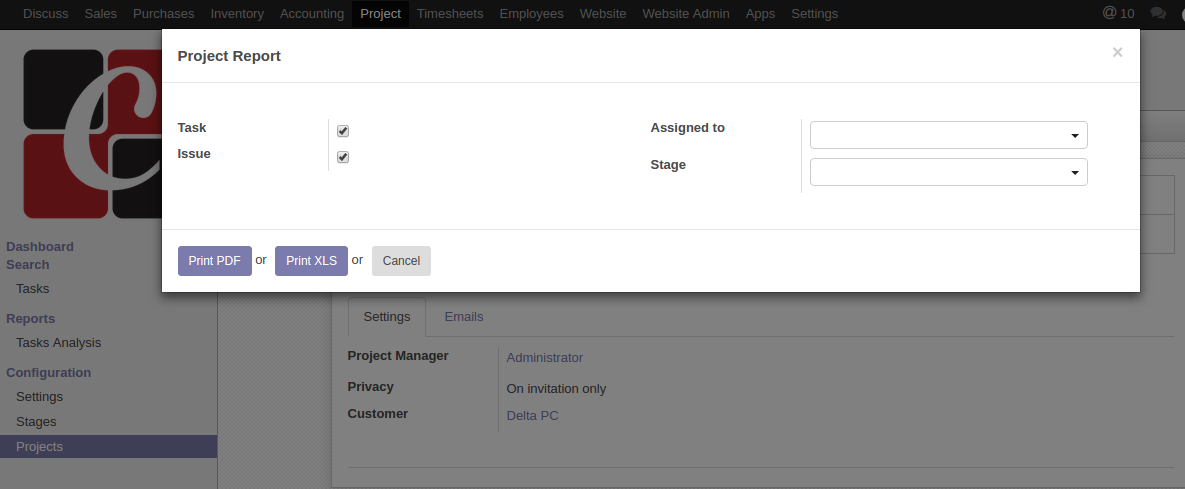 Discuss Sales Purchases Inventory Accounting Project Timesheets Employees Website Website Admin Apps Settings @ 10
Project Report ×
Task
Issue
Assigned to
Stage
Print PDF or Print XLS or Cancel
Dashboard
Search
Tasks
Reports
Tasks Analysis
Configuration
Settings
Stages
Projects
Settings Emails
Project Manager Administrator
Privacy On invitation only
Customer Delta PC